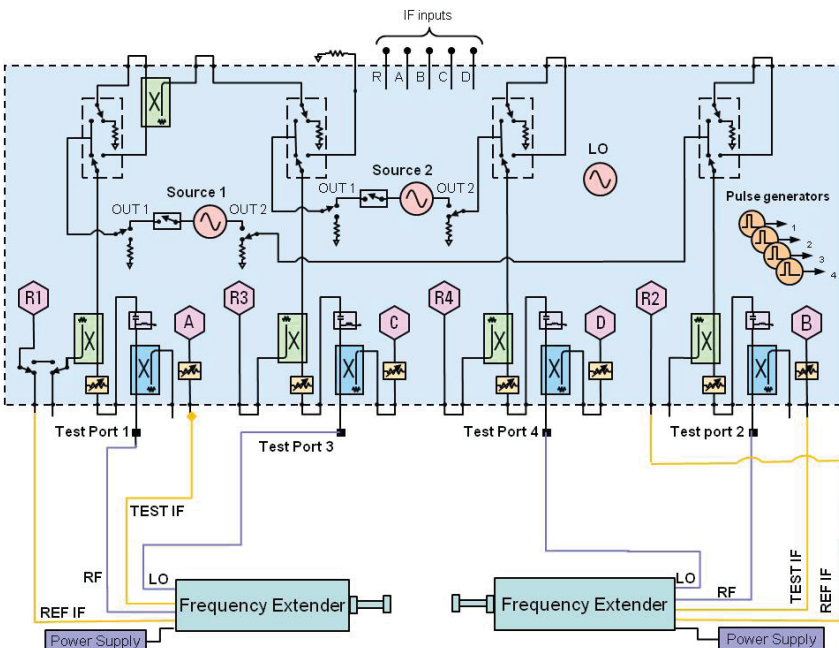 IF inputs
R
A
B
C
D
Source 1
Source 2
LO
OUT 1
OUT 2
OUT 1
OUT 2
Pulse generators
1
2
3
4
R1
A
R3
C
R4
D
R2
B
Test Port 1
Test Port 3
Test Port 4
Test port 2
TEST IF
RF
LO
REF IF
Frequency Extender
Power Supply
LO
RF
TEST IF
REF IF
Frequency Extender
Power Supply